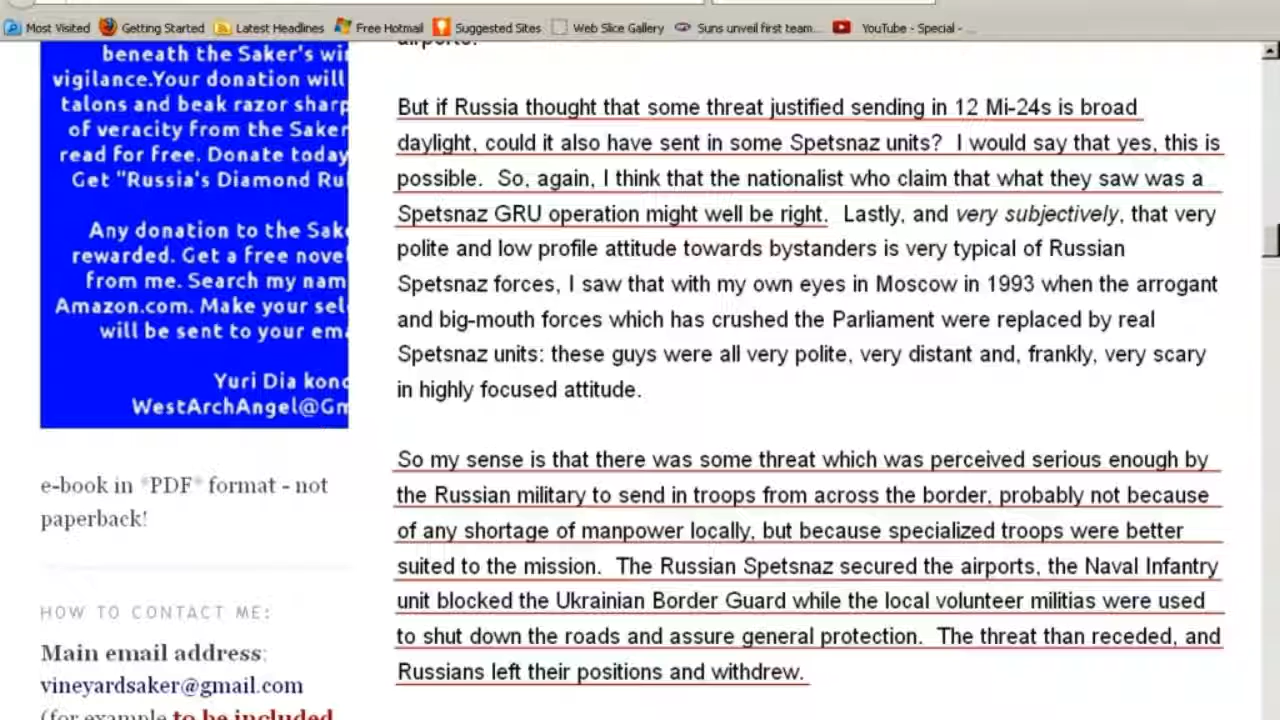 Most Visited Getting Started Latest Headlines Free Hotmail Suggested Sites Web Slice Gallery Suns unveil first team... YouTube - Special - ...
beneath the Saker's
vigilance.Your donation will
talons and beak razor
of veracity from the Saker
read for free. Donate today
Get "Russia's Diamond
Any donation to the
rewarded. Get a free
from me. Search my
Amazon.com. Make your
will be sent to your
Yuri Dia
WestArchAngel@Gm
e-book in *PDF* format - not
paperback!
HOW TO CONTACT ME:
Main email address:
vineyardsaker@gmail.com
(for example to be included
airports.
But if Russia thought that some threat justified sending in 12 Mi-24s is broad
daylight, could it also have sent in some Spetsnaz units? I would say that yes, this is
possible. So, again, I think that the nationalist who claim that what they saw was a
Spetsnaz GRU operation might well be right. Lastly, and very subjectively, that very
polite and low profile attitude towards bystanders is very typical of Russian
Spetsnaz forces, I saw that with my own eyes in Moscow in 1993 when the arrogant
and big-mouth forces which has crushed the Parliament were replaced by real
Spetsnaz units: these guys were all very polite, very distant and, frankly, very scary
in highly focused attitude.
So my sense is that there was some threat which was perceived serious enough by
the Russian military to send in troops from across the border, probably not because
of any shortage of manpower locally, but because specialized troops were better
suited to the mission. The Russian Spetsnaz secured the airports, the Naval Infantry
unit blocked the Ukrainian Border Guard while the local volunteer militias were used
to shut down the roads and assure general protection. The threat than receded, and
Russians left their positions and withdrew.